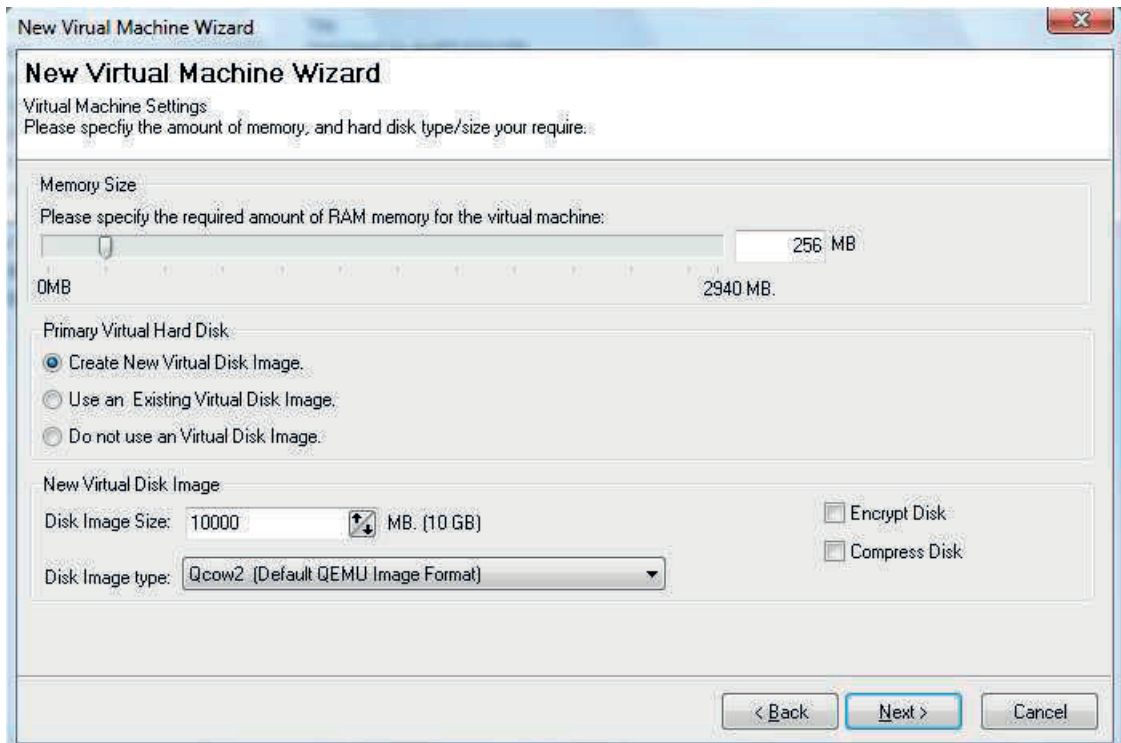 New Virual Machine Wizard
New Virtual Machine Wizard
Virtual Machine Settings
Please specfiy the amount of memory, and hard disk type/size your require.
Memory Size
Please specify the required amount of RAM memory for the virtual machine:
256 MB
0MB 2940 MB.
Primary Virtual Hard Disk
Create New Virtual Disk Image.
Use an Existing Virtual Disk Image.
Do not use an Virtual Disk Image.
New Virtual Disk Image
Disk Image Size: 10000 MB. (10 GB) Encrypt Disk
Compress Disk
Disk Image type: Qcow2 (Default QEMU Image Format)
< Back Next > Cancel